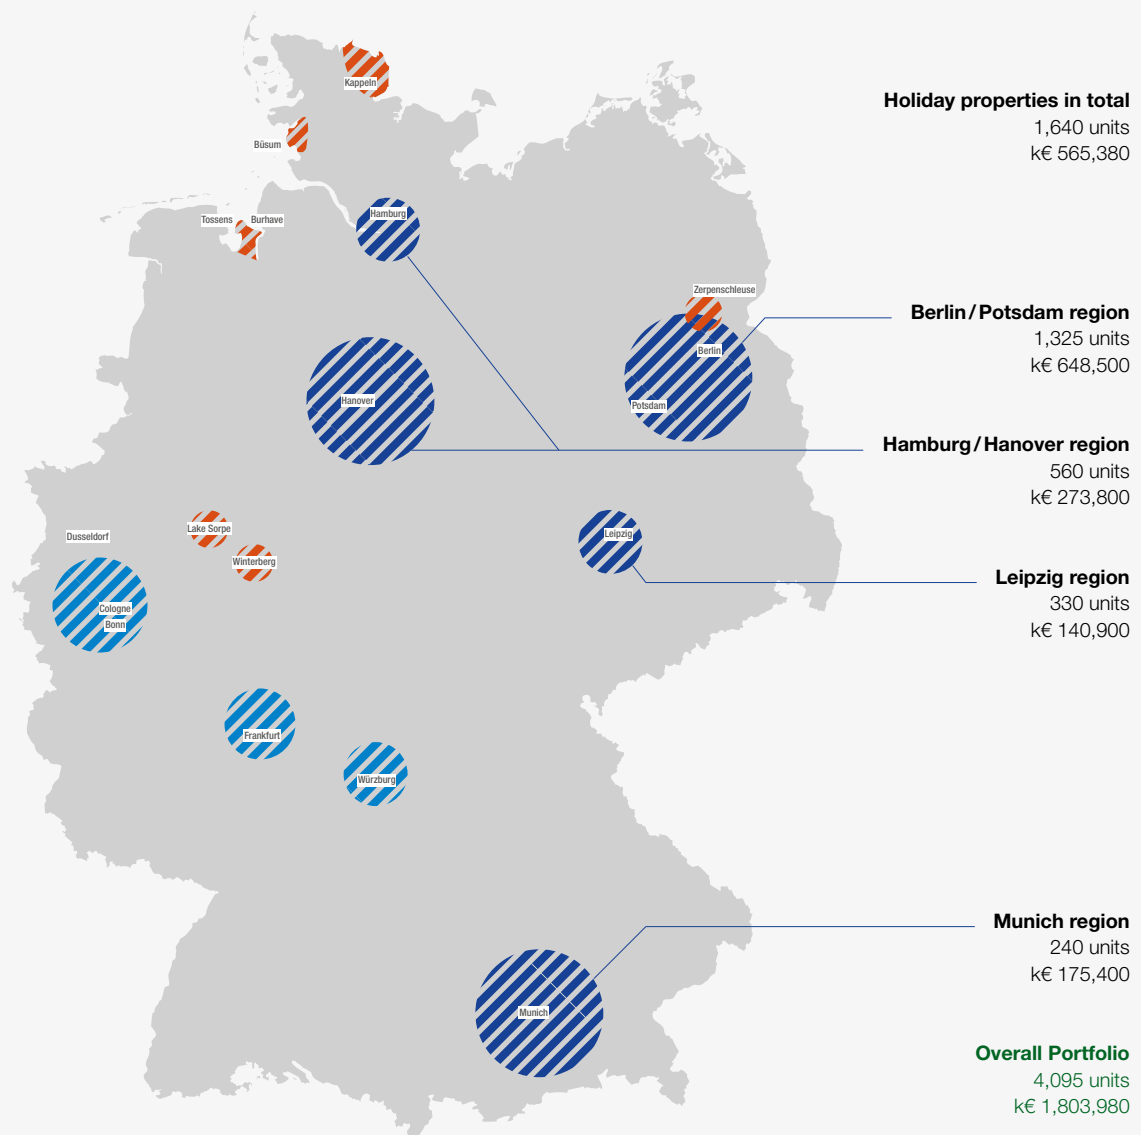 Kappeln
Holiday properties in total
1,640 units
k€ 565,380
Büsum
Hamburg
Tossens
Burhave
Zerpenschleuse
Berlin / Potsdam region
1,325 units
k€ 648,500
Berlin
Hanover
Potsdam
Hamburg / Hanover region
560 units
k€ 273,800
Lake Sorpe
Dusseldorf
Leipzig
Winterberg
Leipzig region
330 units
k€ 140,900
Cologne
Bonn
Frankfurt
Würzburg
Munich region
240 units
k€ 175,400
Munich
Overall Portfolio
4,095 units
k€ 1,803,980